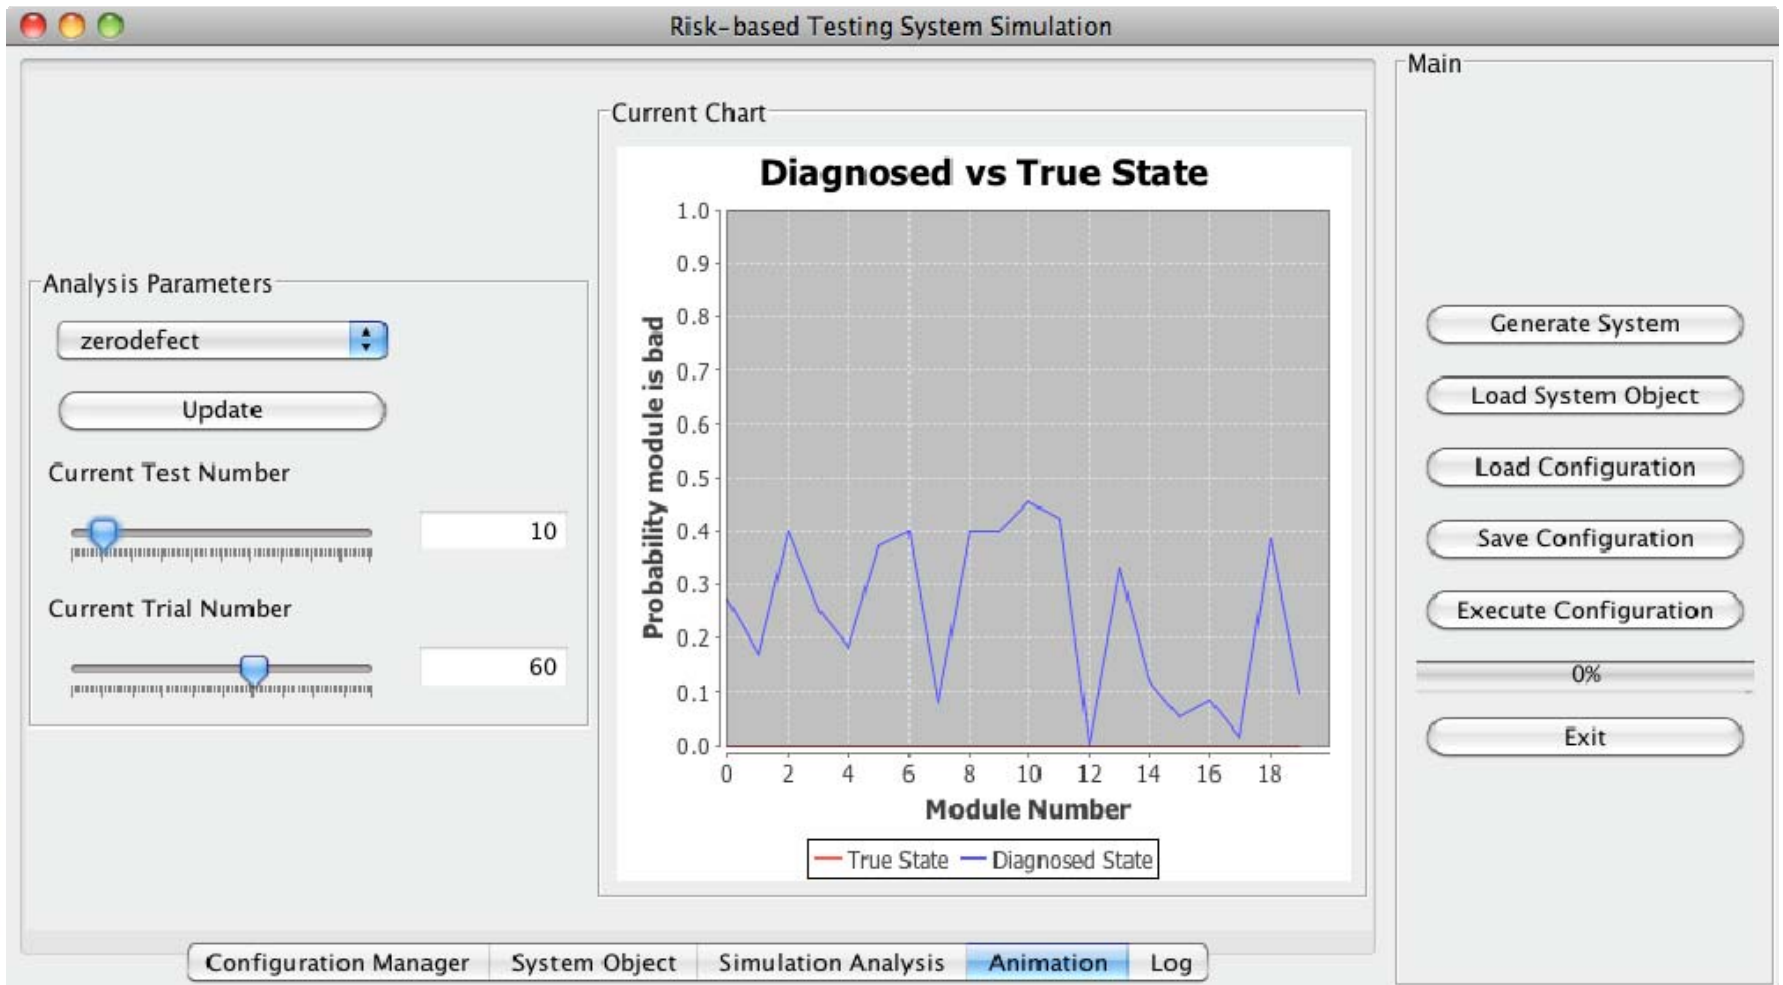 Risk-based Testing System Simulation
Main
Current Chart
Diagnosed vs True State
1.0
0.9
0.8
0.7
0.6
0.5
0.4
0.3
0.2
0.1
0.0
Probability module is bad
0 2 4 6 8 10 12 14 16 18
Module Number
True State Diagnosed State
Analysis Parameters
zerodefect
Update
Current Test Number
10
Current Trial Number
60
Generate System
Load System Object
Load Configuration
Save Configuration
Execute Configuration
0%
Exit
Configuration Manager System Object Simulation Analysis Animation Log